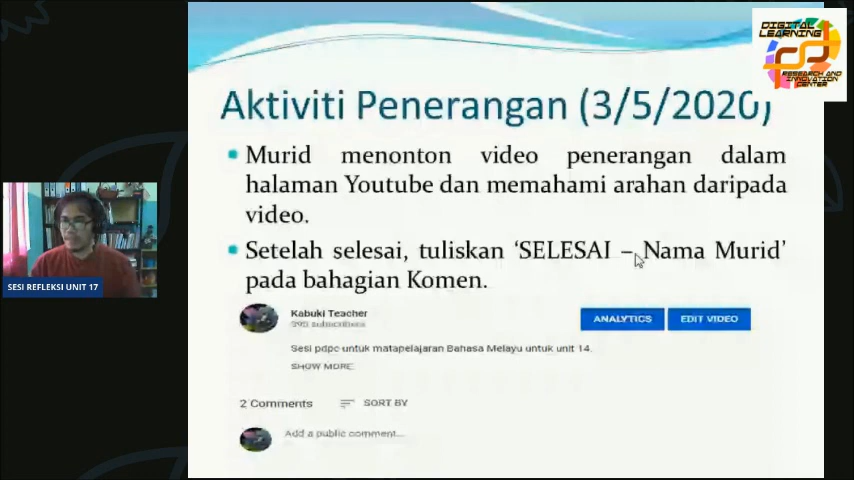 DIGITAL
LEARNING
RESEARCH AND
INNOVATION
CENTER
Aktiviti Penerangan (3/5/2020)
Murid menonton video penerangan dalam
halaman Youtube dan memahami arahan daripada
video.
Setelah selesai, tuliskan ‘SELESAI – Nama Murid’
pada bahagian Komen.
SESI REFLEKSI UNIT 17
Kabuki Teacher
subscribers
ANALYTICS
EDIT VIDEO
Sesi pdpc untuk matapelajaran Bahasa Melayu untuk unit 14.
SHOW MORE
2 Comments
SORT BY
Add a public comment...